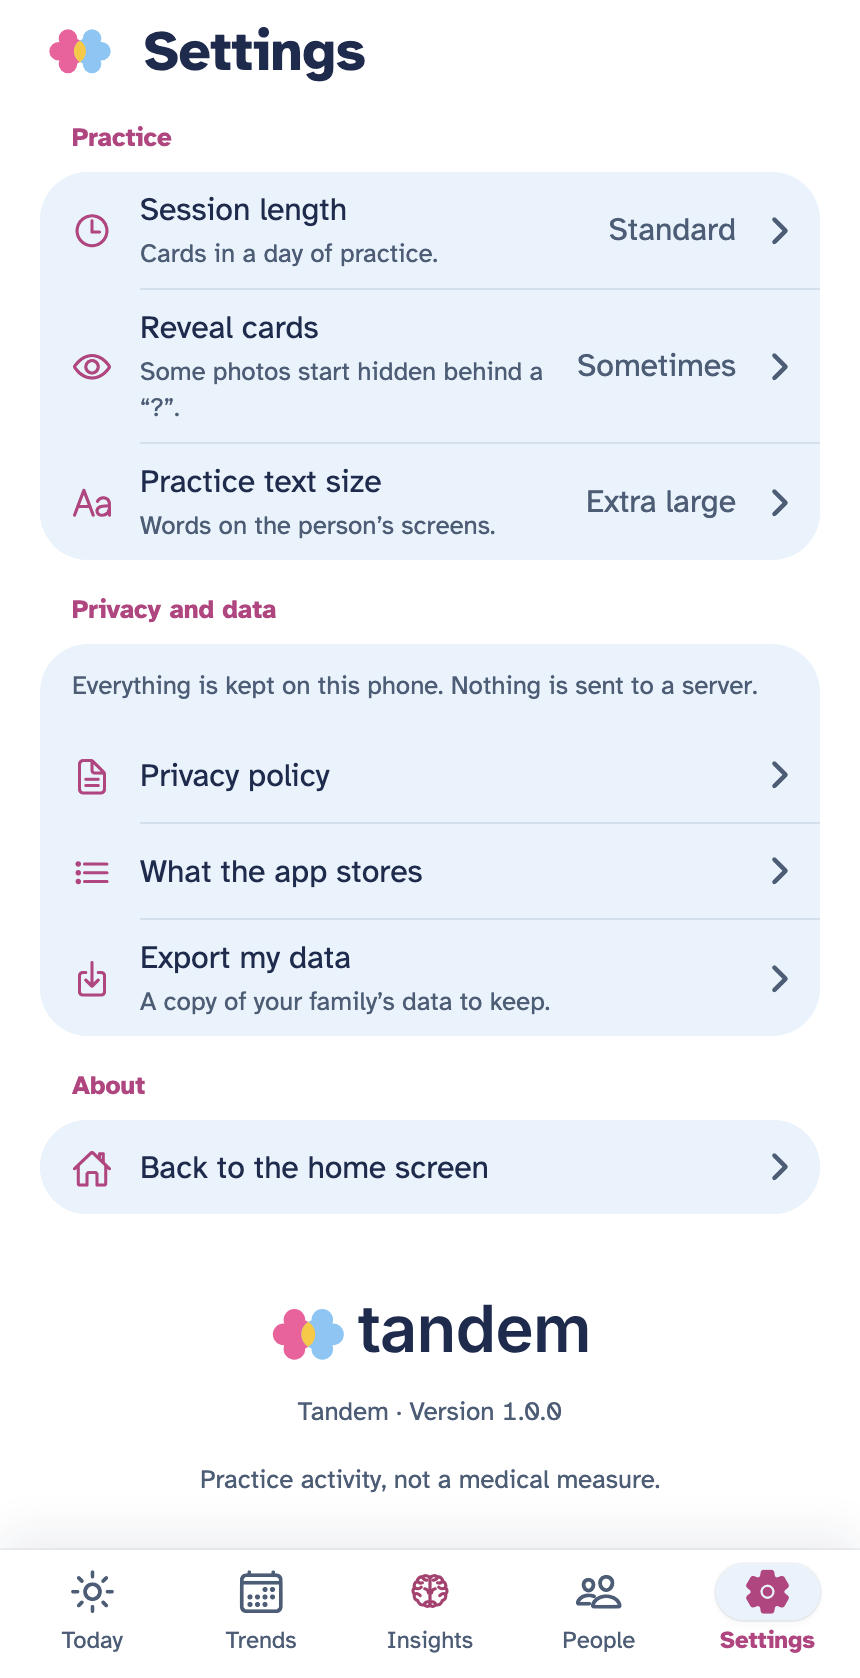 Settings
Practice
Session length
Cards in a day of practice.
Standard
Reveal cards
Some photos start hidden behind a
“?”.
Sometimes
Aa
Practice text size
Words on the person’s screens.
Extra large
Privacy and data
Everything is kept on this phone. Nothing is sent to a server.
Privacy policy
What the app stores
Export my data
A copy of your family’s data to keep.
About
Back to the home screen
tandem
Tandem · Version 1.0.0
Practice activity, not a medical measure.
Today
Trends
Insights
People
Settings